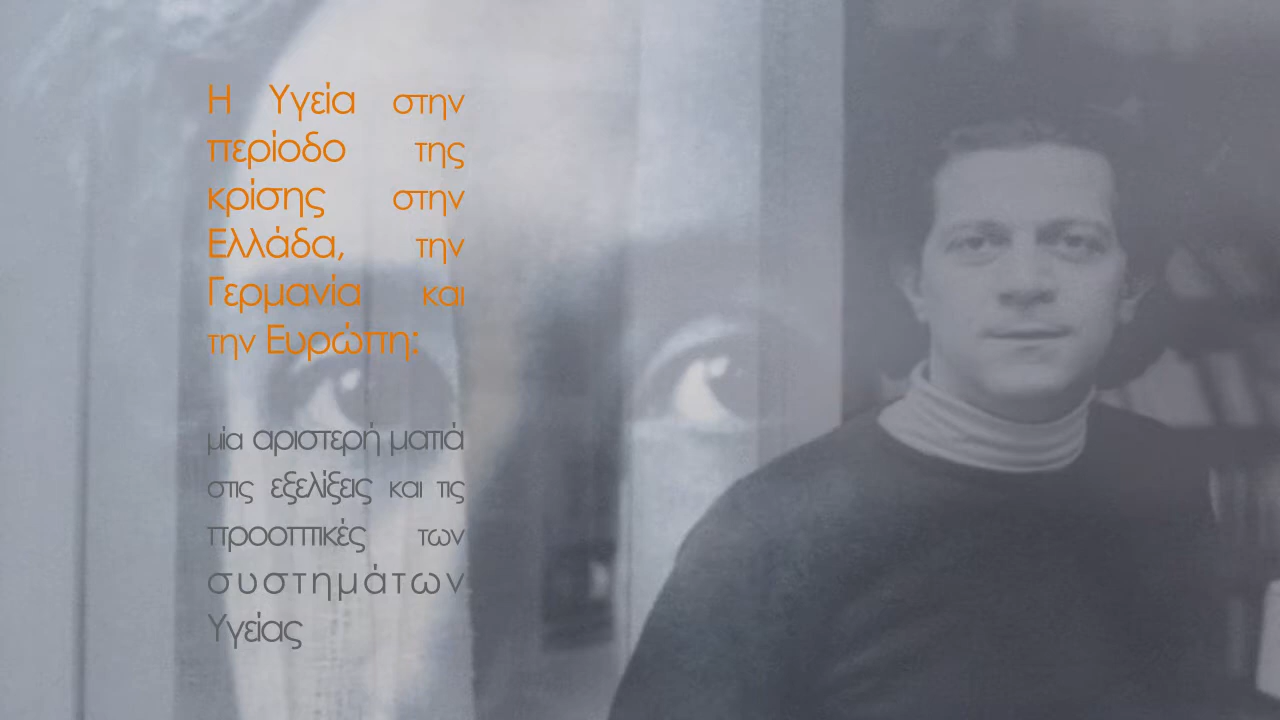 Η Υγεία στην
περίοδο της
κρίσης στην
Ελλάδα, την
Γερμανία και
την Ευρώπη:
μία αριστερή ματιά
στις εξελίξεις και τις
προοπτικές των
συστημάτων
Υγείας